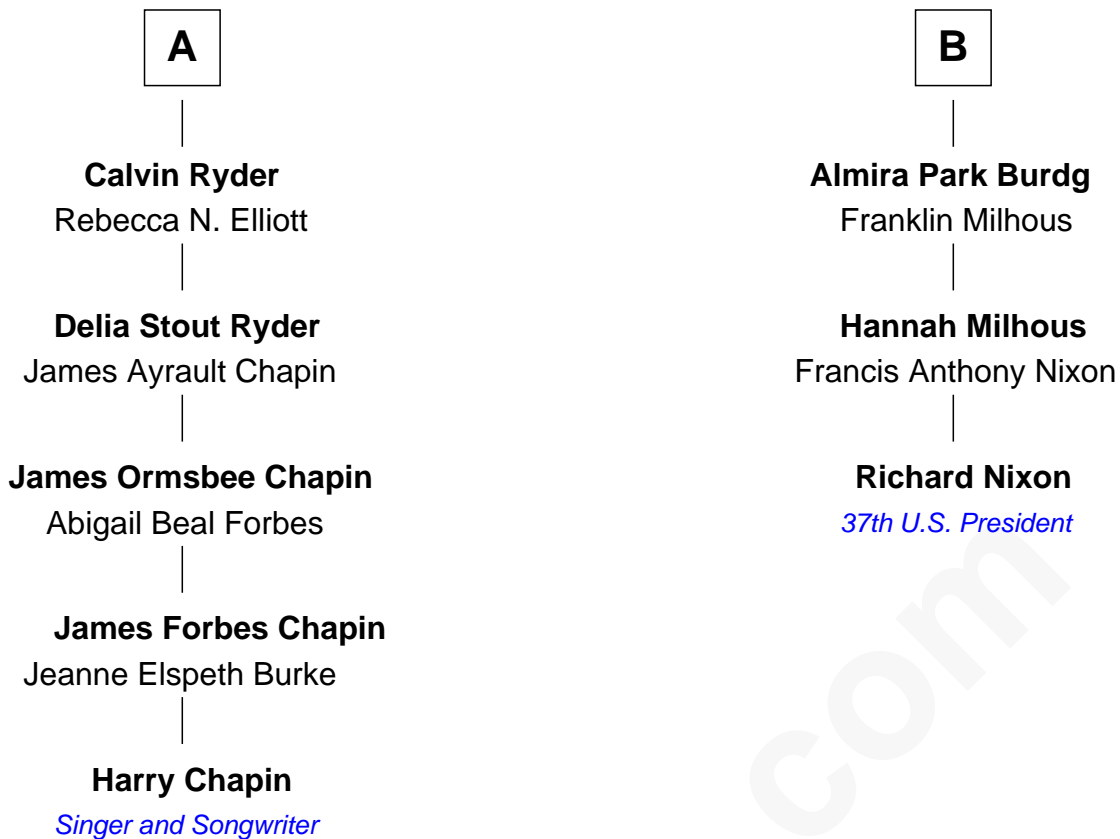 A
Calvin Ryder
Rebecca N. Elliott
Delia Stout Ryder
James Ayrault Chapin
James Ormsbee Chapin
Abigail Beal Forbes
James Forbes Chapin
Jeanne Elspeth Burke
Harry Chapin
Singer and Songwriter
B
Almira Park Burdg
Franklin Milhous
Hannah Milhous
Francis Anthony Nixon
Richard Nixon
37th U.S. President
com